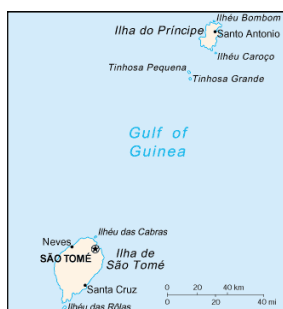 Ilhéu Bombom
Ilha do Príncipe
Santo Antonio
Ilhéu Caroço
Tinhosa Pequena
Tinhosa Grande
Gulf of
Guinea
Ilhéu das Cabras
Neves
SÃO TOMÉ
Ilha de
São Tomé
Santa Cruz
Ilhéu das Rôlas
0 20 40 km
0 20 40 mi